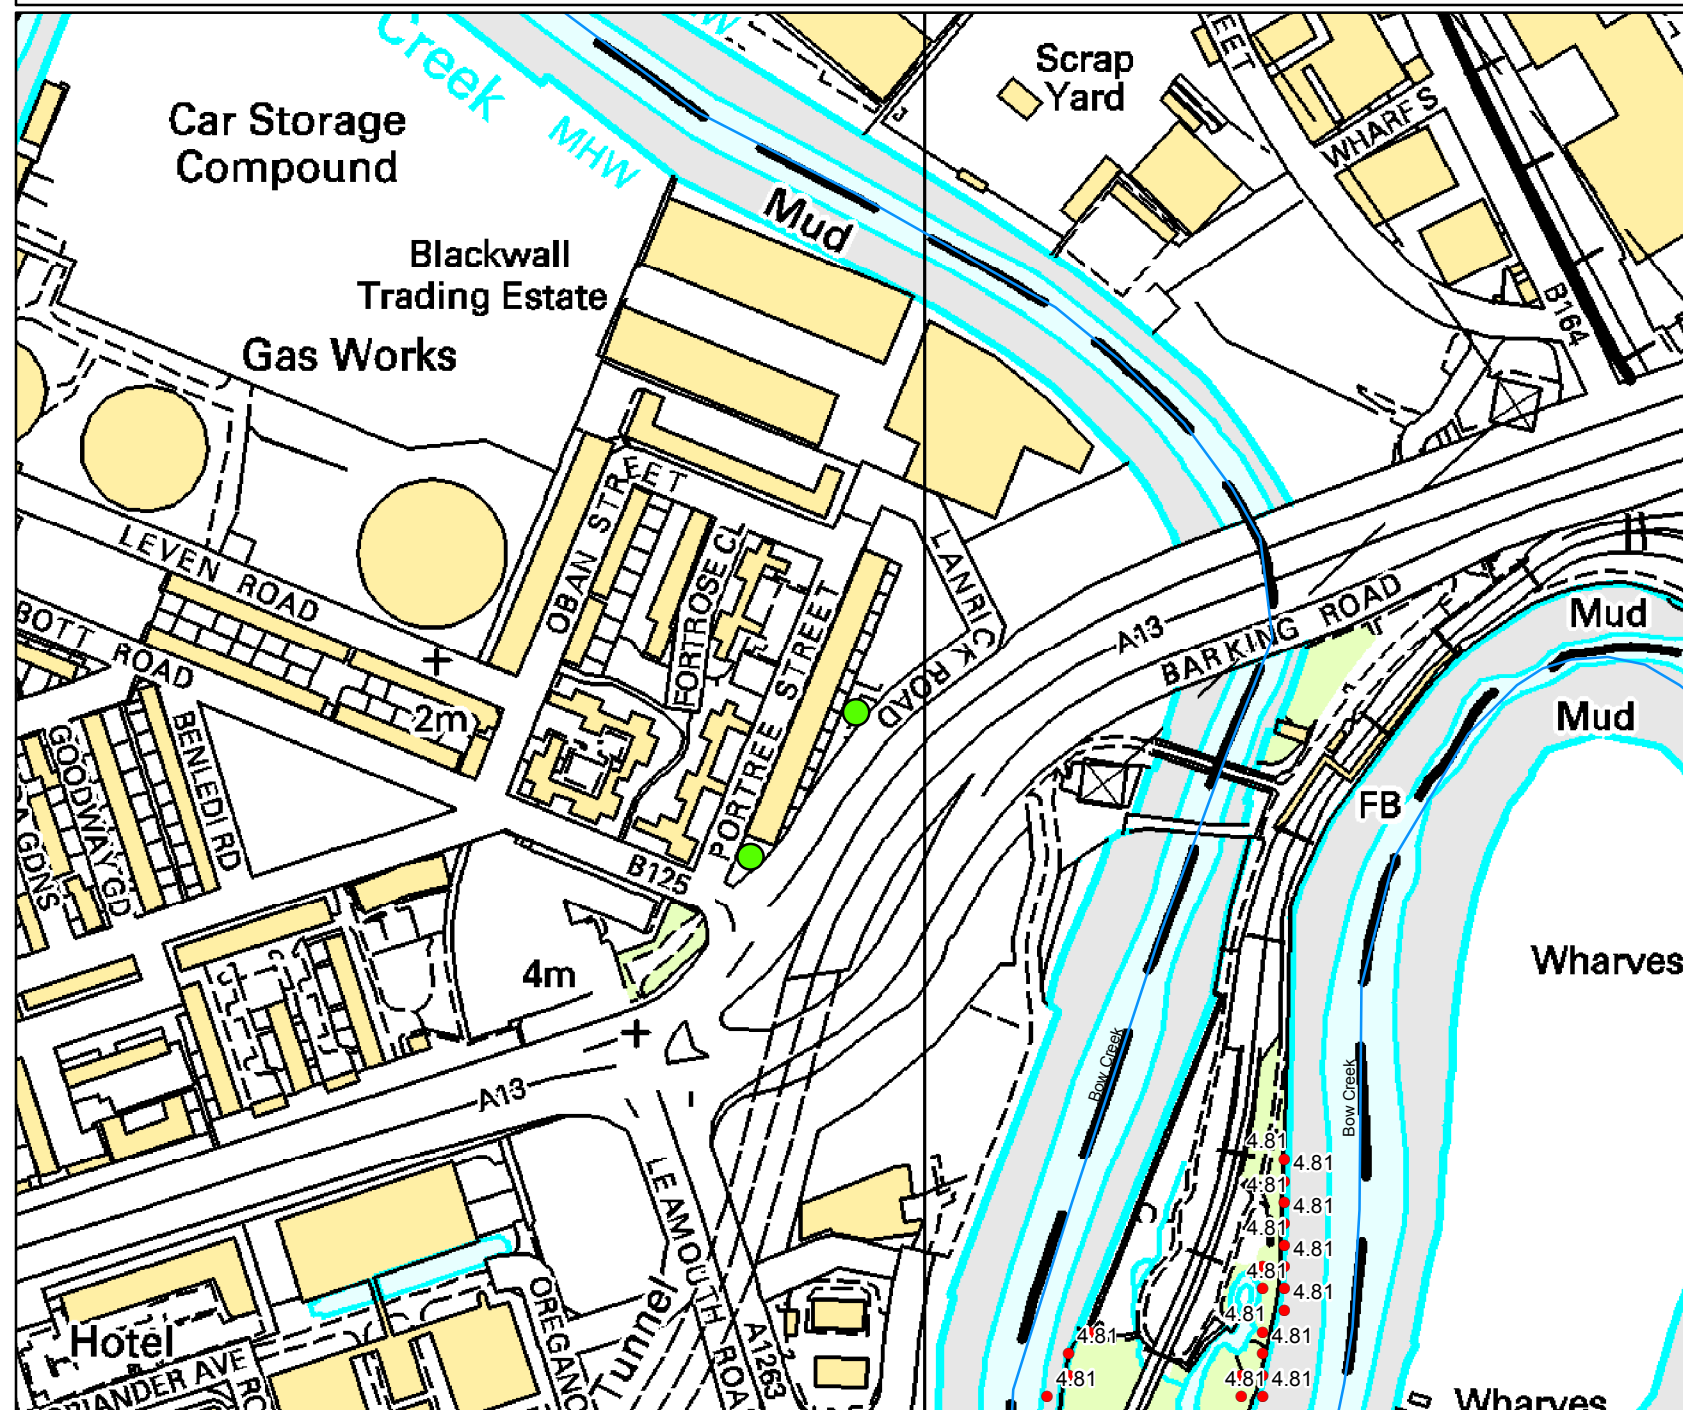 Creek
MHW
Scrap
Yard
Car Storage
Compound
WHARFS
Mud
Blackwall
Trading Estate
B164
Gas Works
OBAN STREET
FORTROSE CL
LANRICK ROAD
LEVEN ROAD
A13
BARKING ROAD
Mud
ROAD
2m
Mud
GOODWAY GD
BENLEDI RD
PORTREE STREET
GDNS
FB
B125
Wharves
4m
A13
Bow Creek
Bow Creek
4.81
4.81
4.81
4.81
4.81
4.81
4.81
4.81
4.81
4.81
4.81
4.81
4.81
4.81
LEAMOUTH ROAD
Tunnel
A1263
OREGANO
Hotel
Wharves